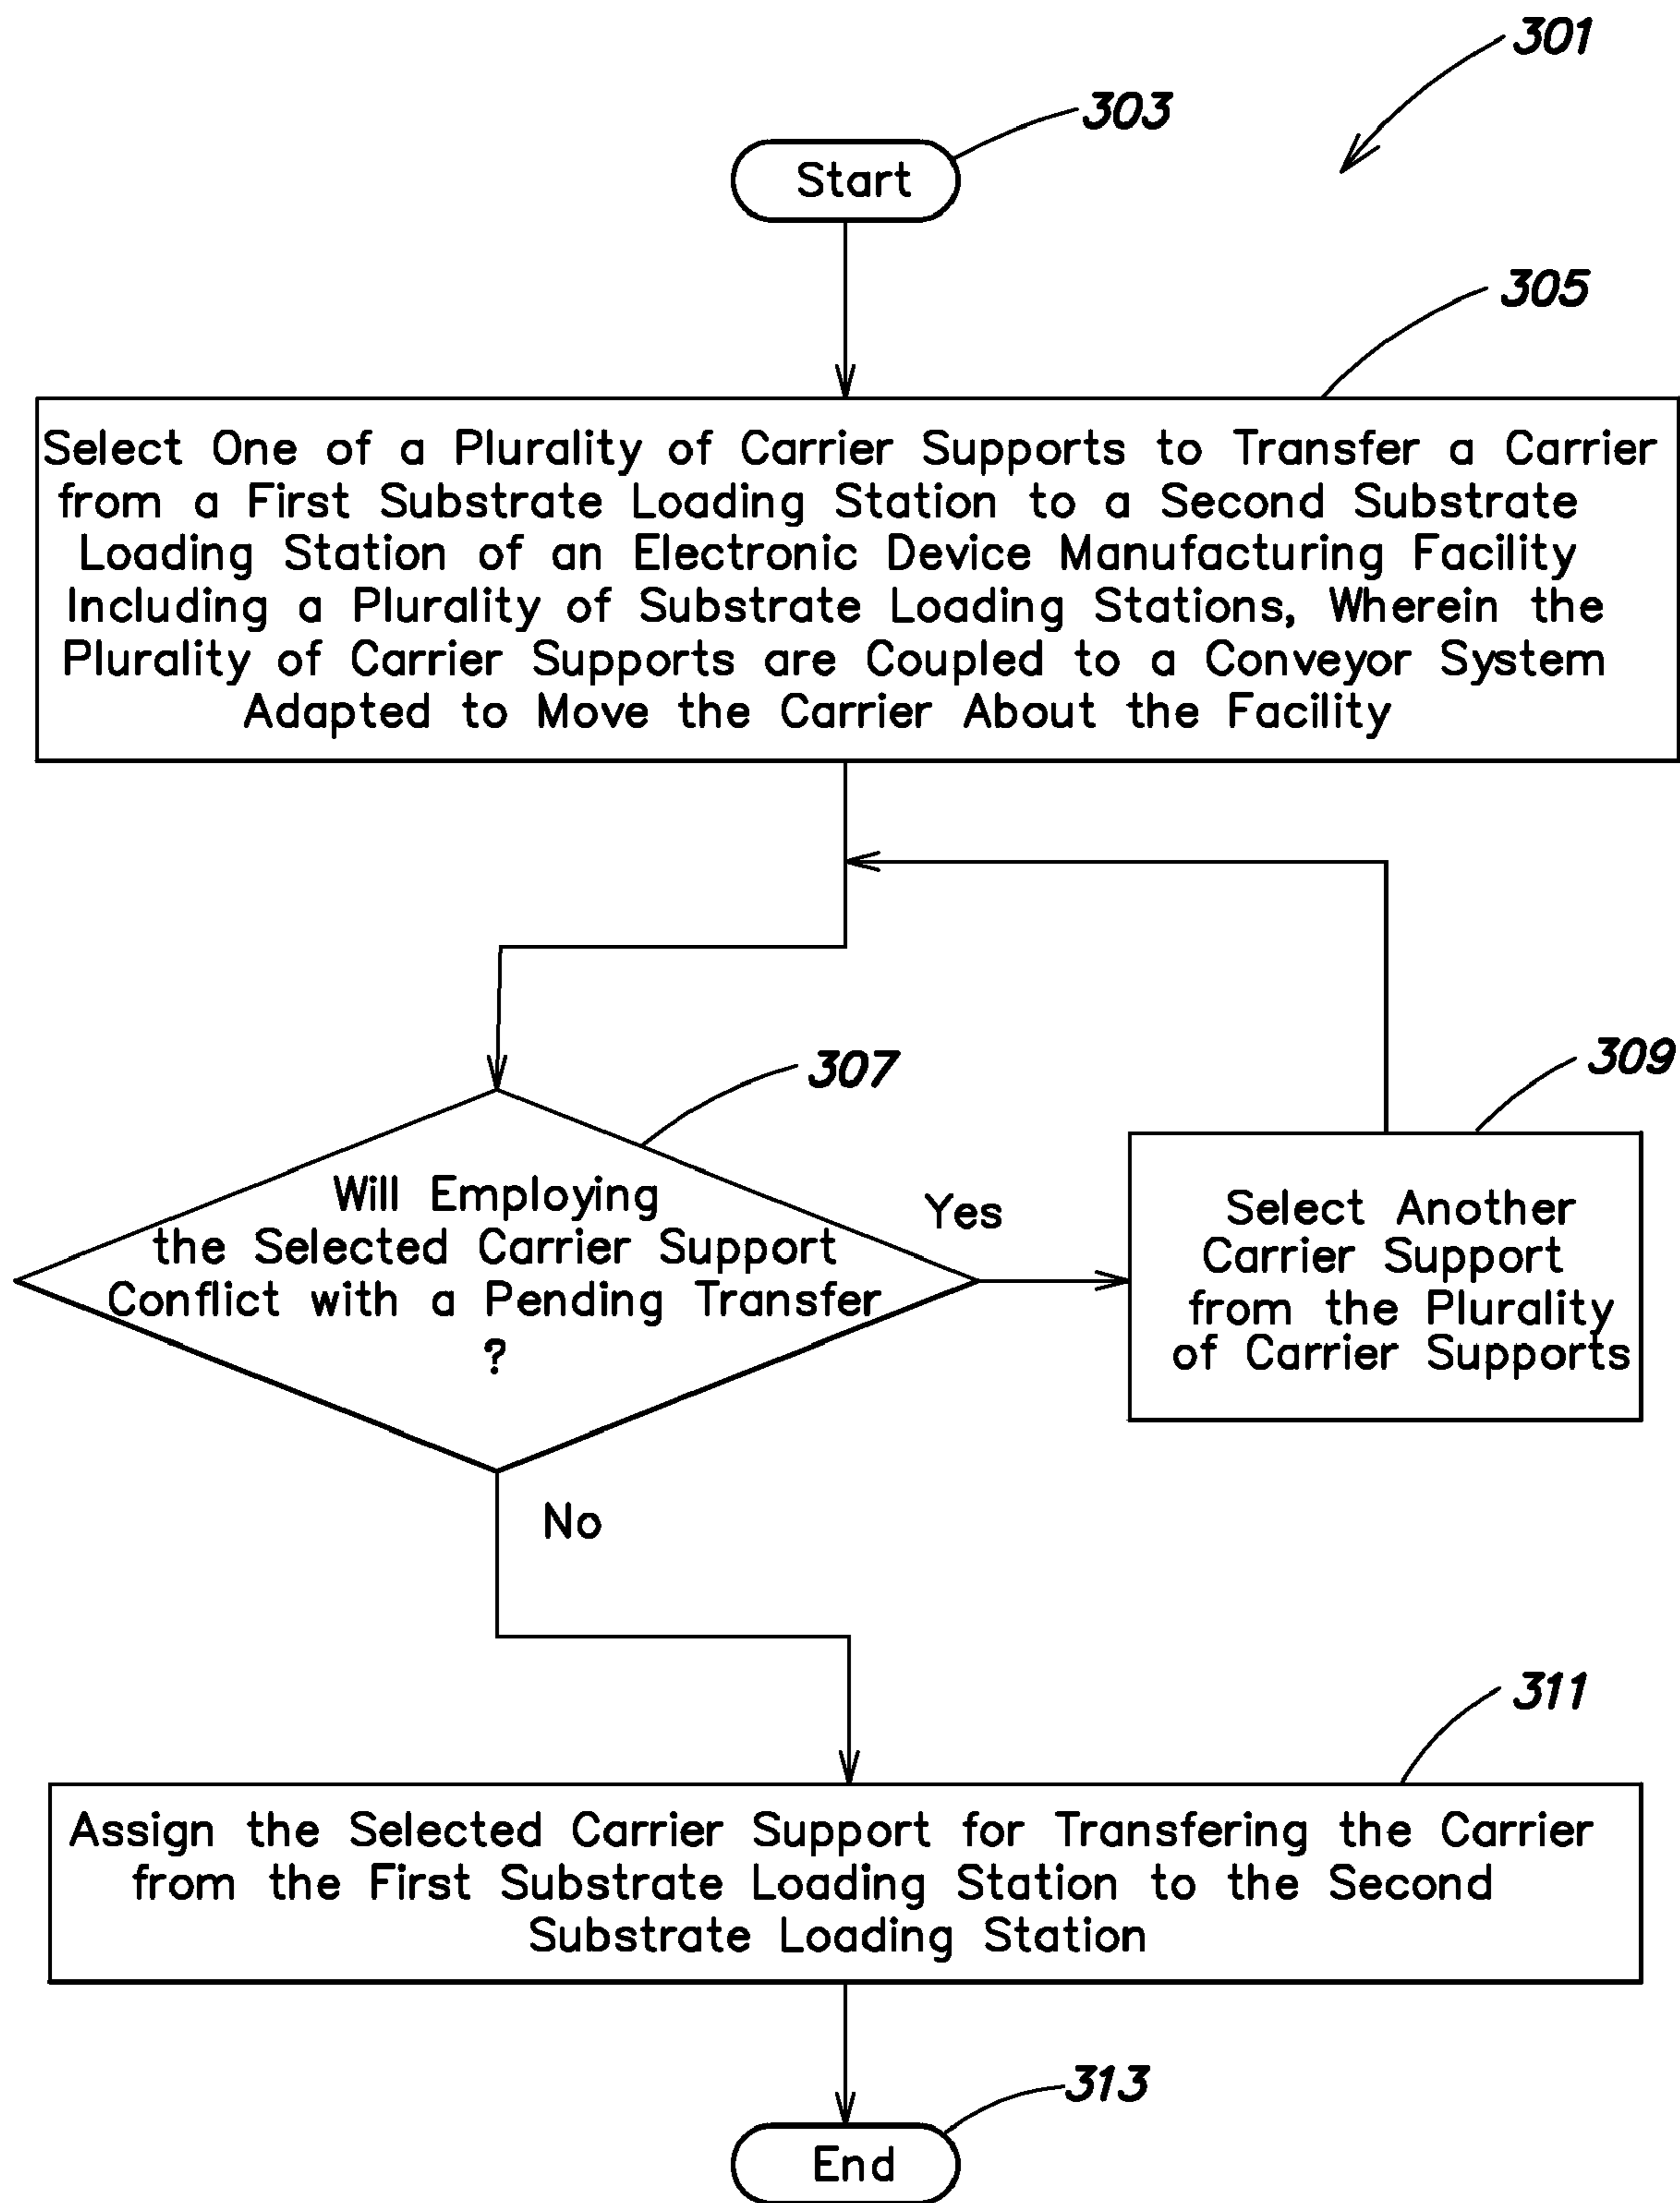 301
303
Start
305
Select One of a Plurality of Carrier Supports to Transfer a Carrier
from a First Substrate Loading Station to a Second Substrate
Loading Station of an Electronic Device Manufacturing Facility
Including a Plurality of Substrate Loading Stations, Wherein the
Plurality of Carrier Supports are Coupled to a Conveyor System
Adapted to Move the Carrier About the Facility
307
309
Will Employing
the Selected Carrier Support
Conflict with a Pending Transfer
?
Yes
Select Another
Carrier Support
from the Plurality
of Carrier Supports
No
311
Assign the Selected Carrier Support for Transfering the Carrier
from the First Substrate Loading Station to the Second
Substrate Loading Station
313
End